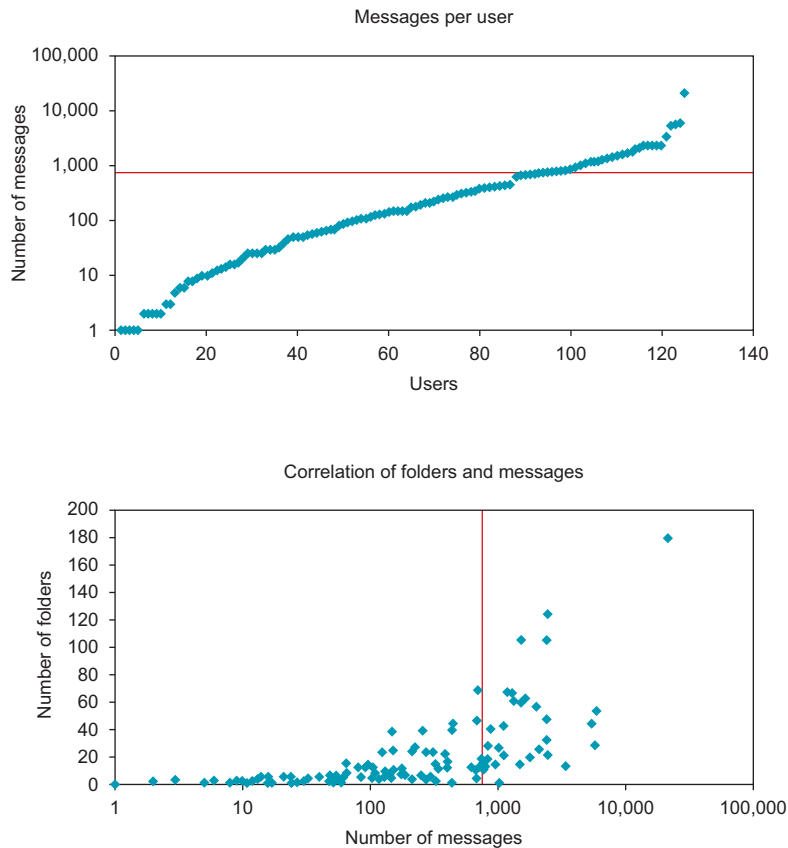 Messages per user
100,000
10,000
1,000
100
10
1
Number of messages
0 20 40 60 80 100 120 140
Users
Correlation of folders and messages
200
180
160
140
120
100
80
60
40
20
0
Number of folders
1 10 100 1,000 10,000 100,000
Number of messages